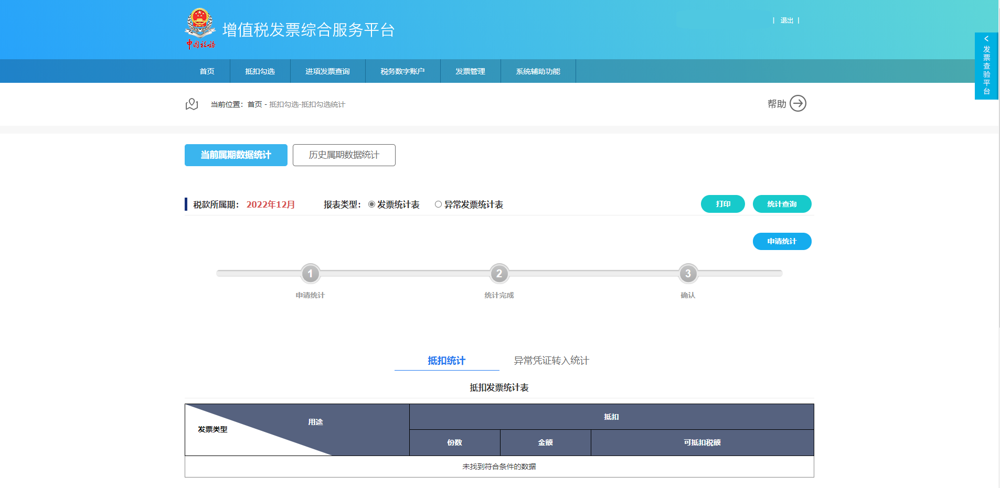 增值税发票综合服务平台
中国税务
| 退出 |
首页 抵扣勾选 进项发票查询 税务数字账户 发票管理 系统辅助功能
<
发票查验平台
当前位置：首页 - 抵扣勾选-抵扣勾选统计
帮助
当前属期数据统计 历史属期数据统计
税款所属期： 2022年12月 报表类型： 发票统计表 异常发票统计表 打印 统计查询
申请统计
1 2 3
申请统计 统计完成 确认
抵扣统计 异常凭证转入统计
抵扣发票统计表
用途 抵扣
发票类型
份数 金额 可抵扣税额
未找到符合条件的数据